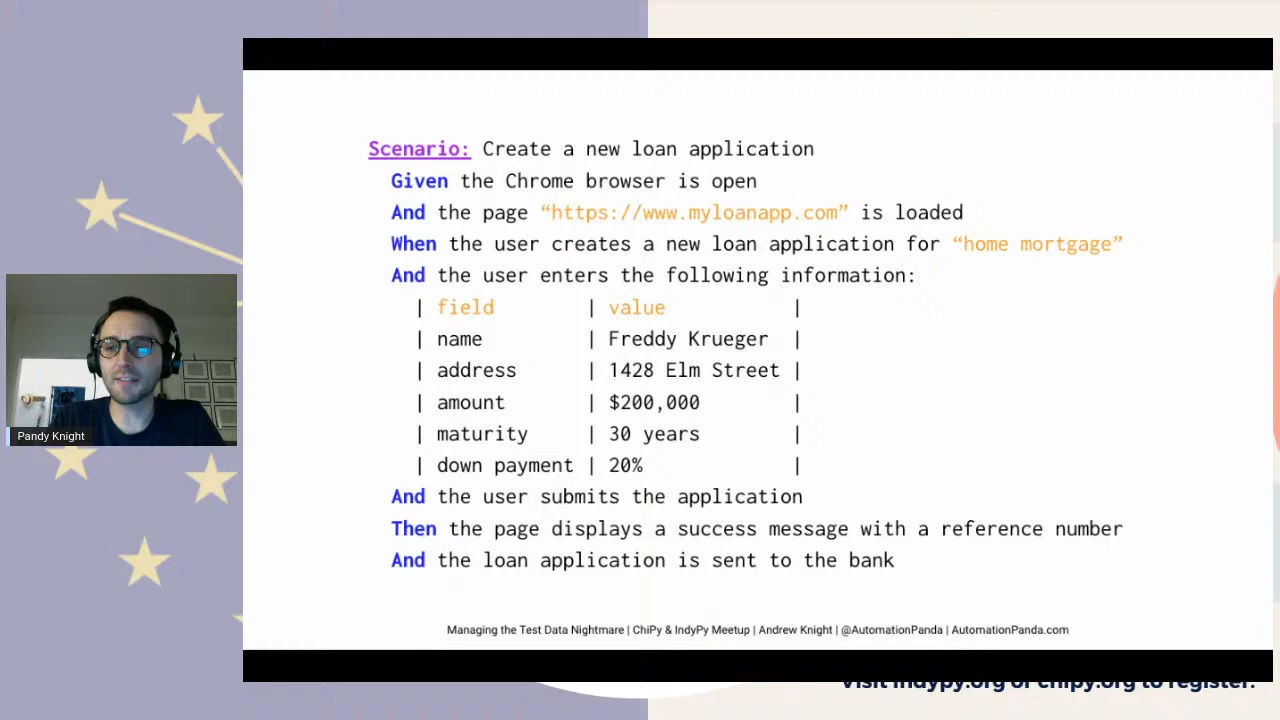 Scenario: Create a new loan application
Given the Chrome browser is open
And the page “https://www.myloanapp.com” is loaded
When the user creates a new loan application for “home mortgage”
And the user enters the following information:
| field | value |
| name | Freddy Krueger |
| address | 1428 Elm Street |
| amount | $200,000 |
| maturity | 30 years |
| down payment | 20% |
And the user submits the application
Then the page displays a success message with a reference number
And the loan application is sent to the bank
Managing the Test Data Nightmare | ChiPy & IndyPy Meetup | Andrew Knight | @AutomationPanda | AutomationPanda.com
Pandy Knight
Visit indypy.org or chipy.org to register.